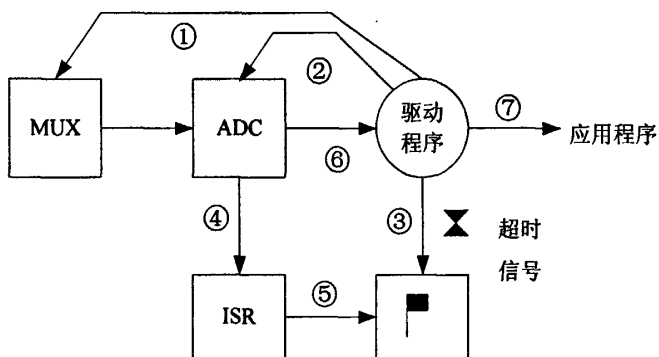 ①
②
MUX
ADC
驱动
程序
⑦
应用程序
⑥
④
③
超时
信号
ISR
⑤